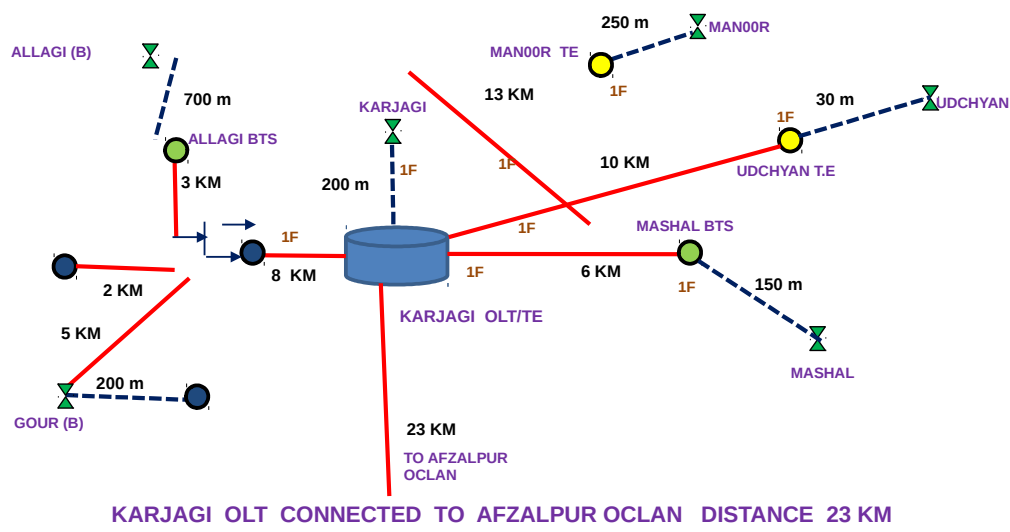 250 m
MAN00R
ALLAGI (B)
MAN00R TE
700 m
1F
13 KM
30 m
UDCHYAN
KARJAGI
1F
ALLAGI BTS
10 KM
1F
1F
UDCHYAN T.E
3 KM
200 m
1F
MASHAL BTS
1F
8 KM
1F
6 KM
1F
150 m
2 KM
KARJAGI OLT/TE
5 KM
MASHAL
200 m
GOUR (B)
23 KM
TO AFZALPUR
OCLAN
KARJAGI OLT CONNECTED TO AFZALPUR OCLAN DISTANCE 23 KM